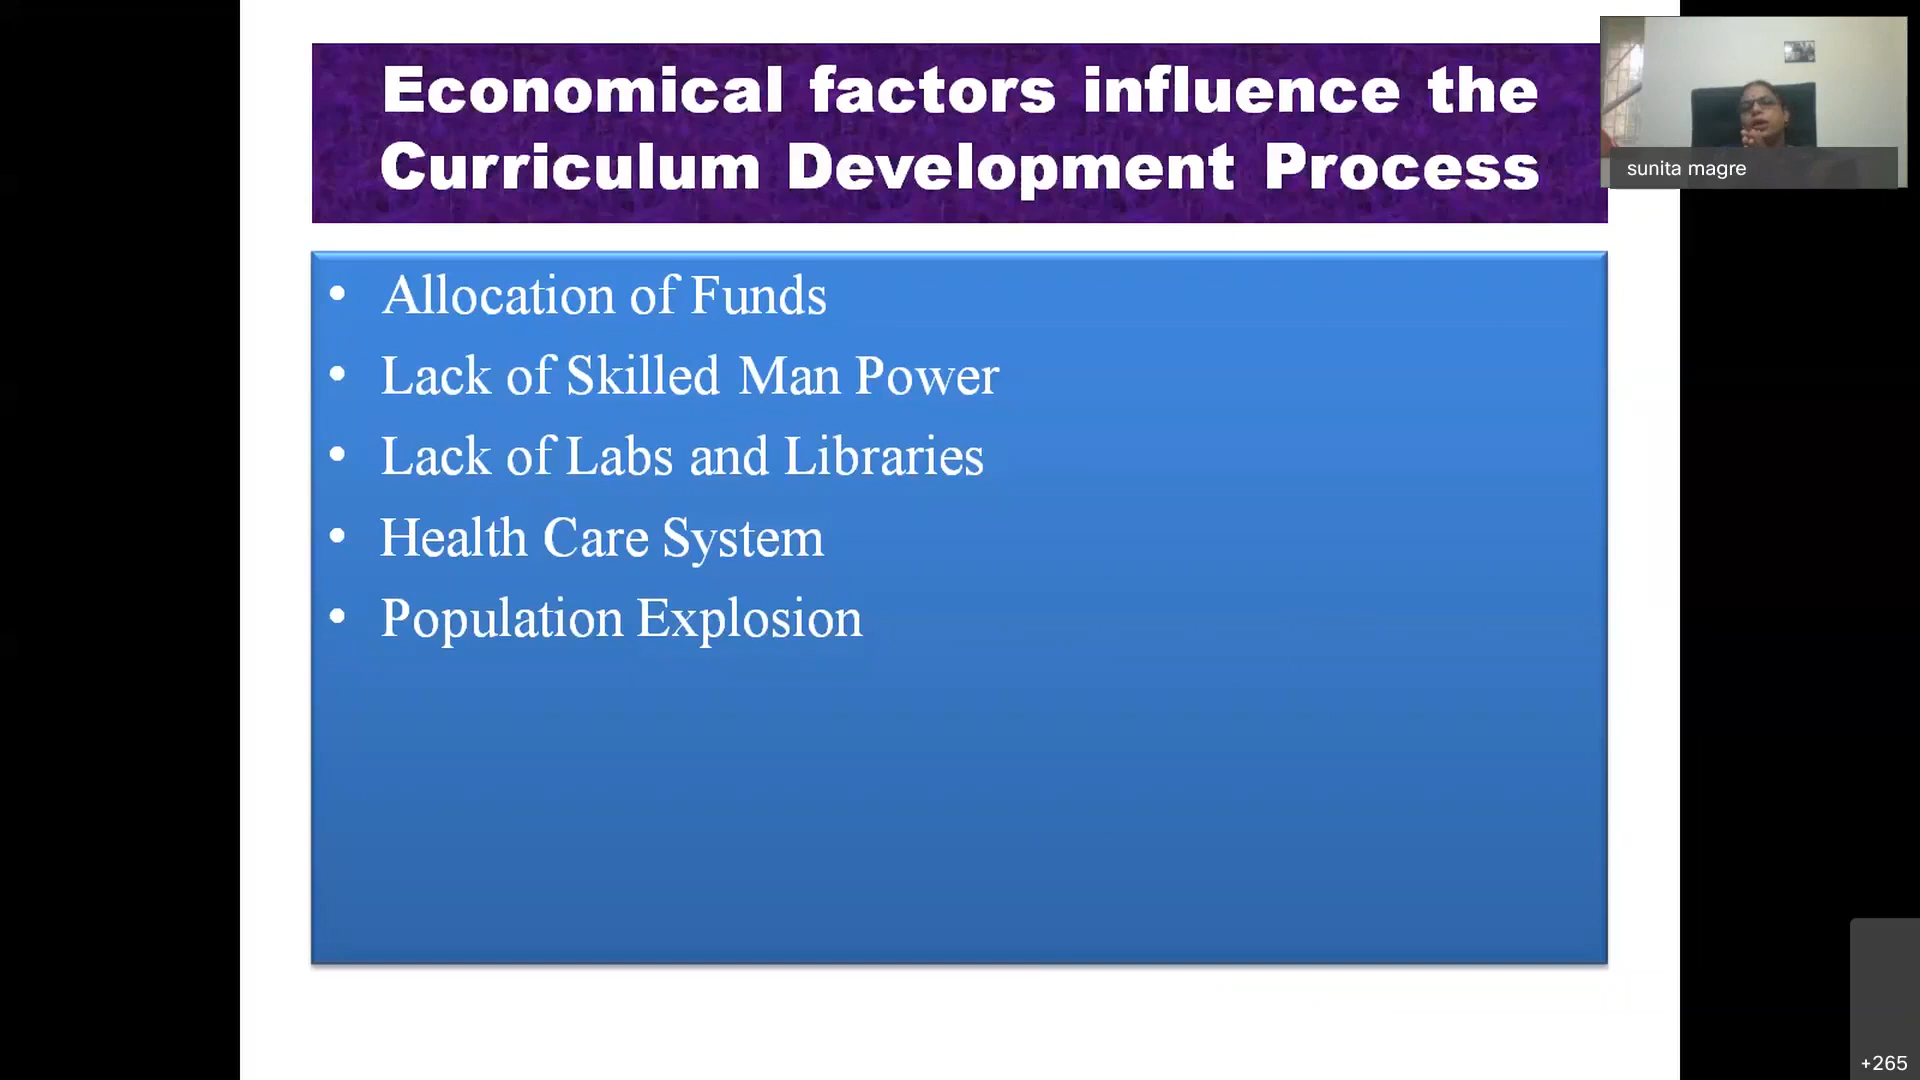 Economical factors influence the
Curriculum Development Process
sunita magre
• Allocation of Funds
• Lack of Skilled Man Power
• Lack of Labs and Libraries
• Health Care System
• Population Explosion
+265